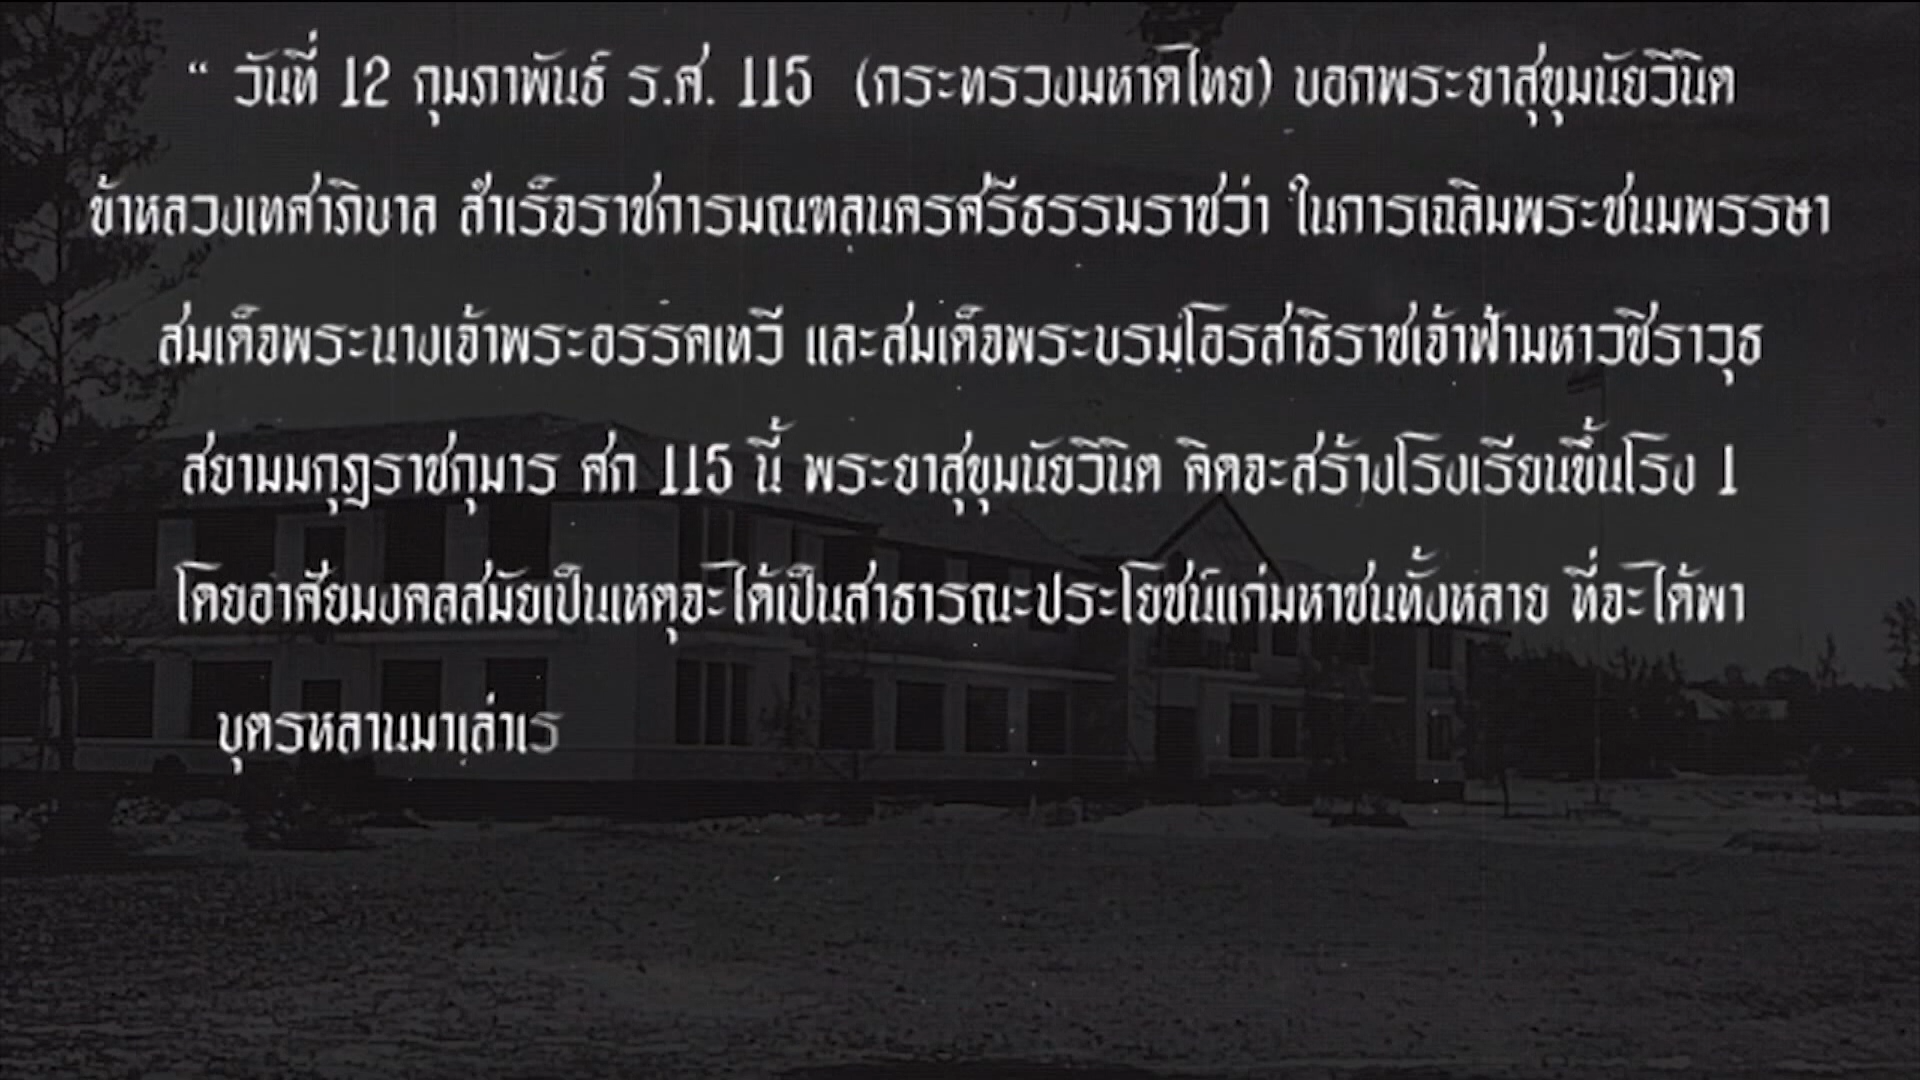 “ วันที่ 12 กุมภาพันธ์ ร.ศ. 115 (กระทรวงมหาดไทย) บอกพระยาสุขุมนัยวินิต
ข้าหลวงเทศาภิบาล สำเร็จราชการมณฑลนครศรีธรรมราชว่า ในการเฉลิมพระชนมพรรษา
สมเด็จพระนางเจ้าพระอรรคเทวี และสมเด็จพระบรมโอรสาธิราชเจ้าฟ้ามหาวชิราวุธ
สยามมกุฎราชกุมาร ศก 115 นี้ พระยาสุขุมนัยวินิต คิดจะสร้างโรงเรียนขึ้นโรง 1
โดยอาศัยมงคลสมัยเป็นเหตุจะได้เป็นสาธารณะประโยชน์แก่มหาชนทั้งหลาย ที่จะได้พา
บุตรหลานมาเล่าเร